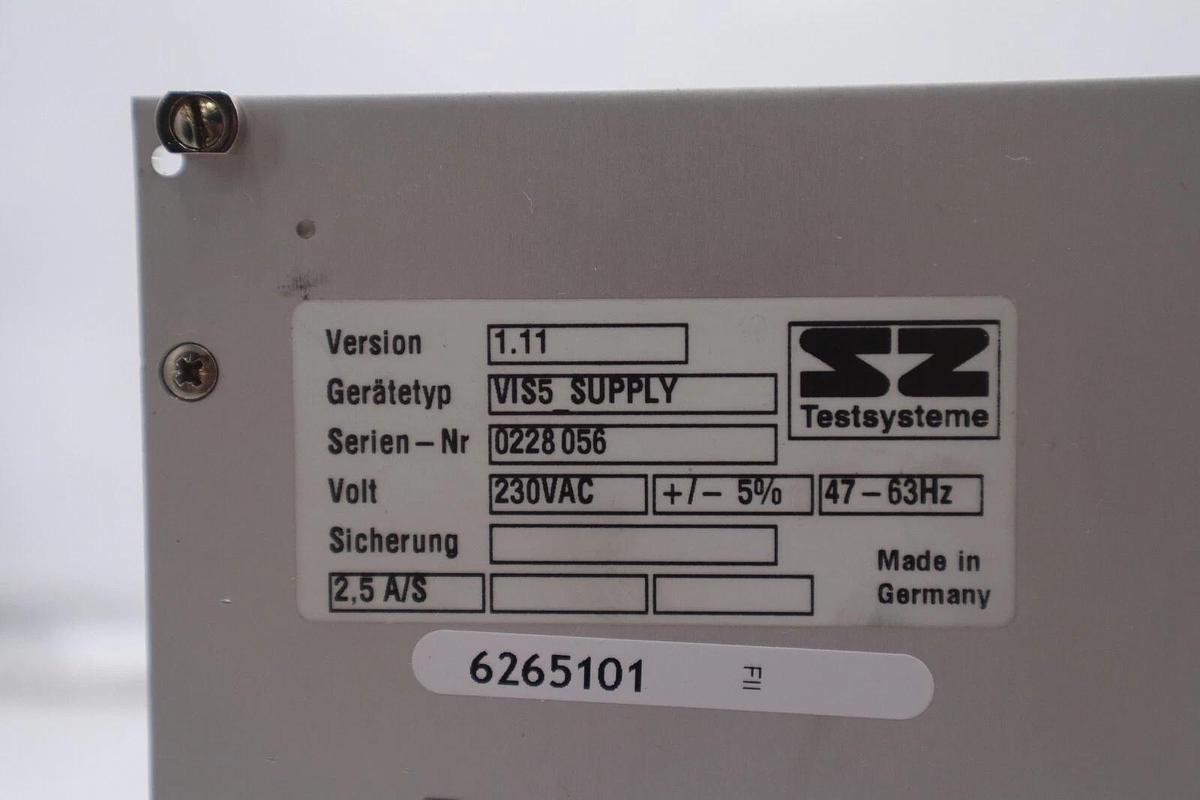 Version 1.11
Gerätetyp VIS5_SUPPLY
Serien-Nr 0228 056
SZ
Testsysteme
Volt 230VAC +/- 5% 47-63Hz
Sicherung
2,5 A/S
Made in
Germany
6265101 FII